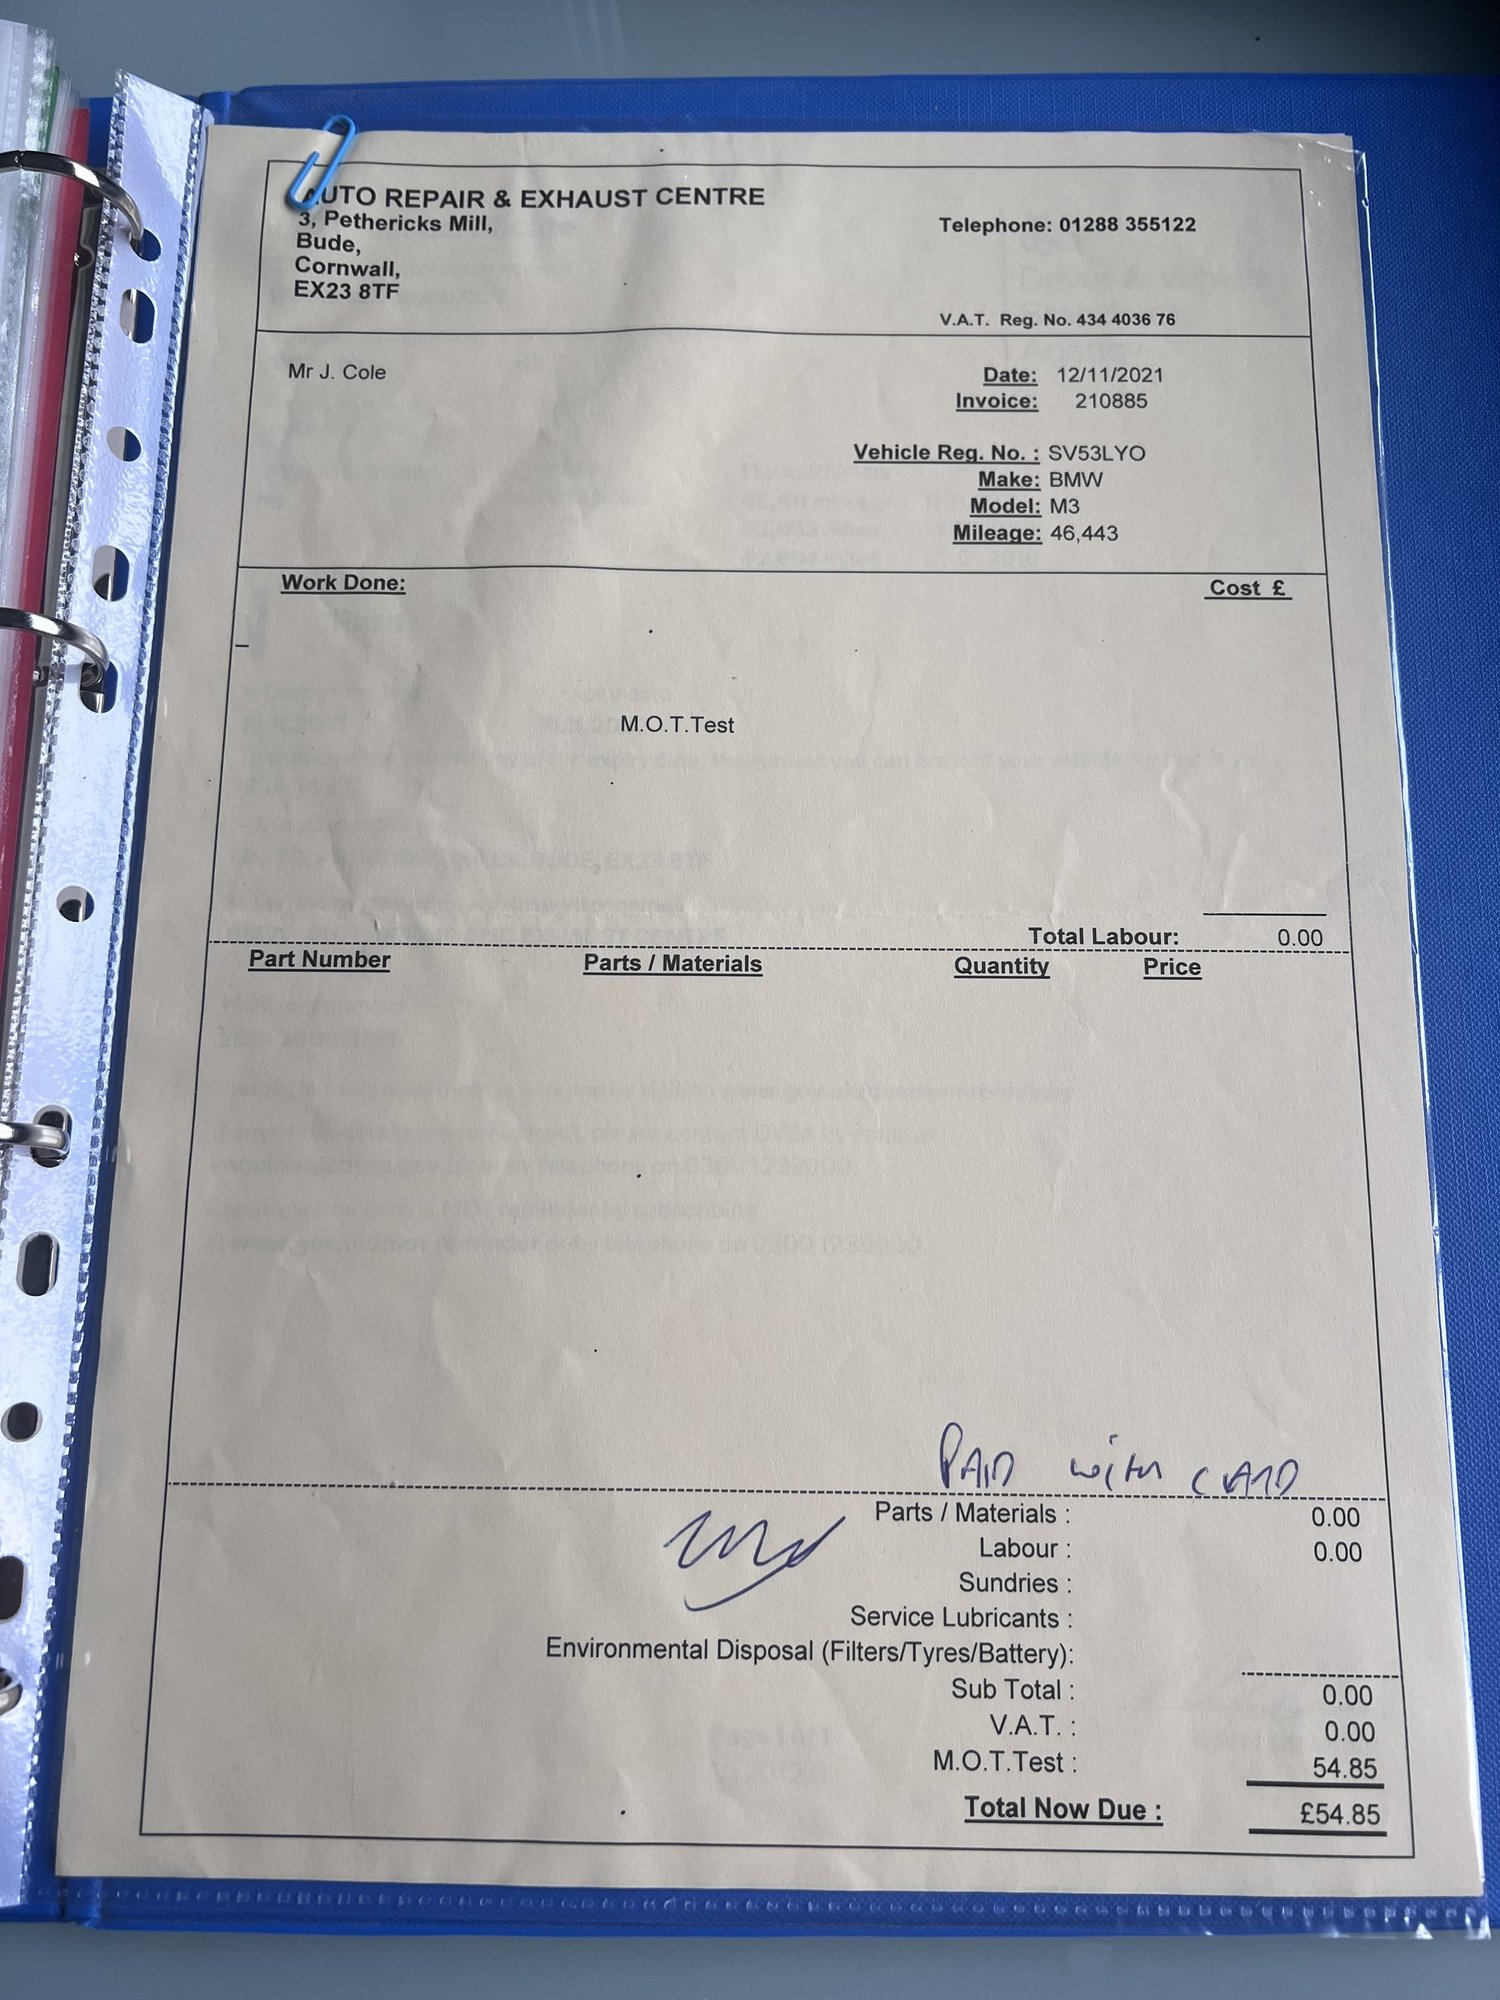 AUTO REPAIR & EXHAUST CENTRE
3, Pethericks Mill,
Bude,
Cornwall,
EX23 8TF
Telephone: 01288 355122
V.A.T. Reg. No. 434 4036 76
Mr J. Cole
Date: 12/11/2021
Invoice: 210885
Vehicle Reg. No. : SV53LYO
Make: BMW
Model: M3
Mileage: 46,443
Work Done: Cost £
M.O.T.Test
Total Labour: 0.00
Part Number Parts / Materials Quantity Price
PAID with CARD
Parts / Materials : 0.00
Labour : 0.00
Sundries :
Service Lubricants :
Environmental Disposal (Filters/Tyres/Battery):
Sub Total : 0.00
V.A.T. : 0.00
M.O.T.Test : 54.85
Total Now Due : £54.85